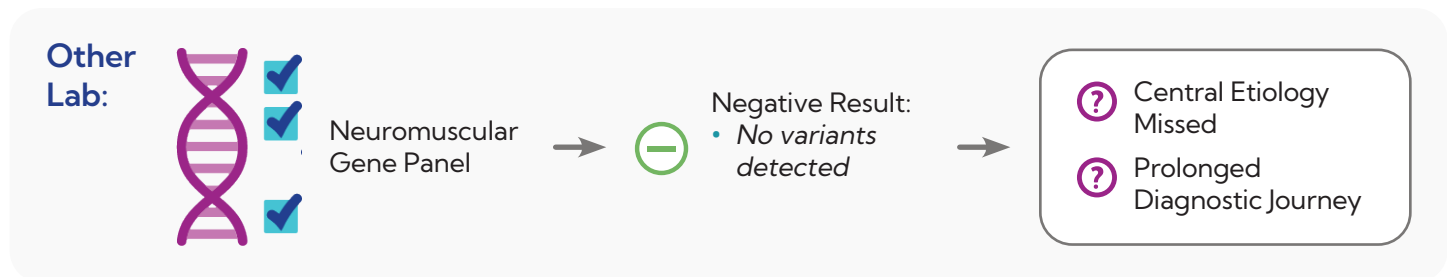 Other
Lab:
Neuromuscular
Gene Panel
Negative Result:
• No variants
detected
? Central Etiology
Missed
? Prolonged
Diagnostic Journey